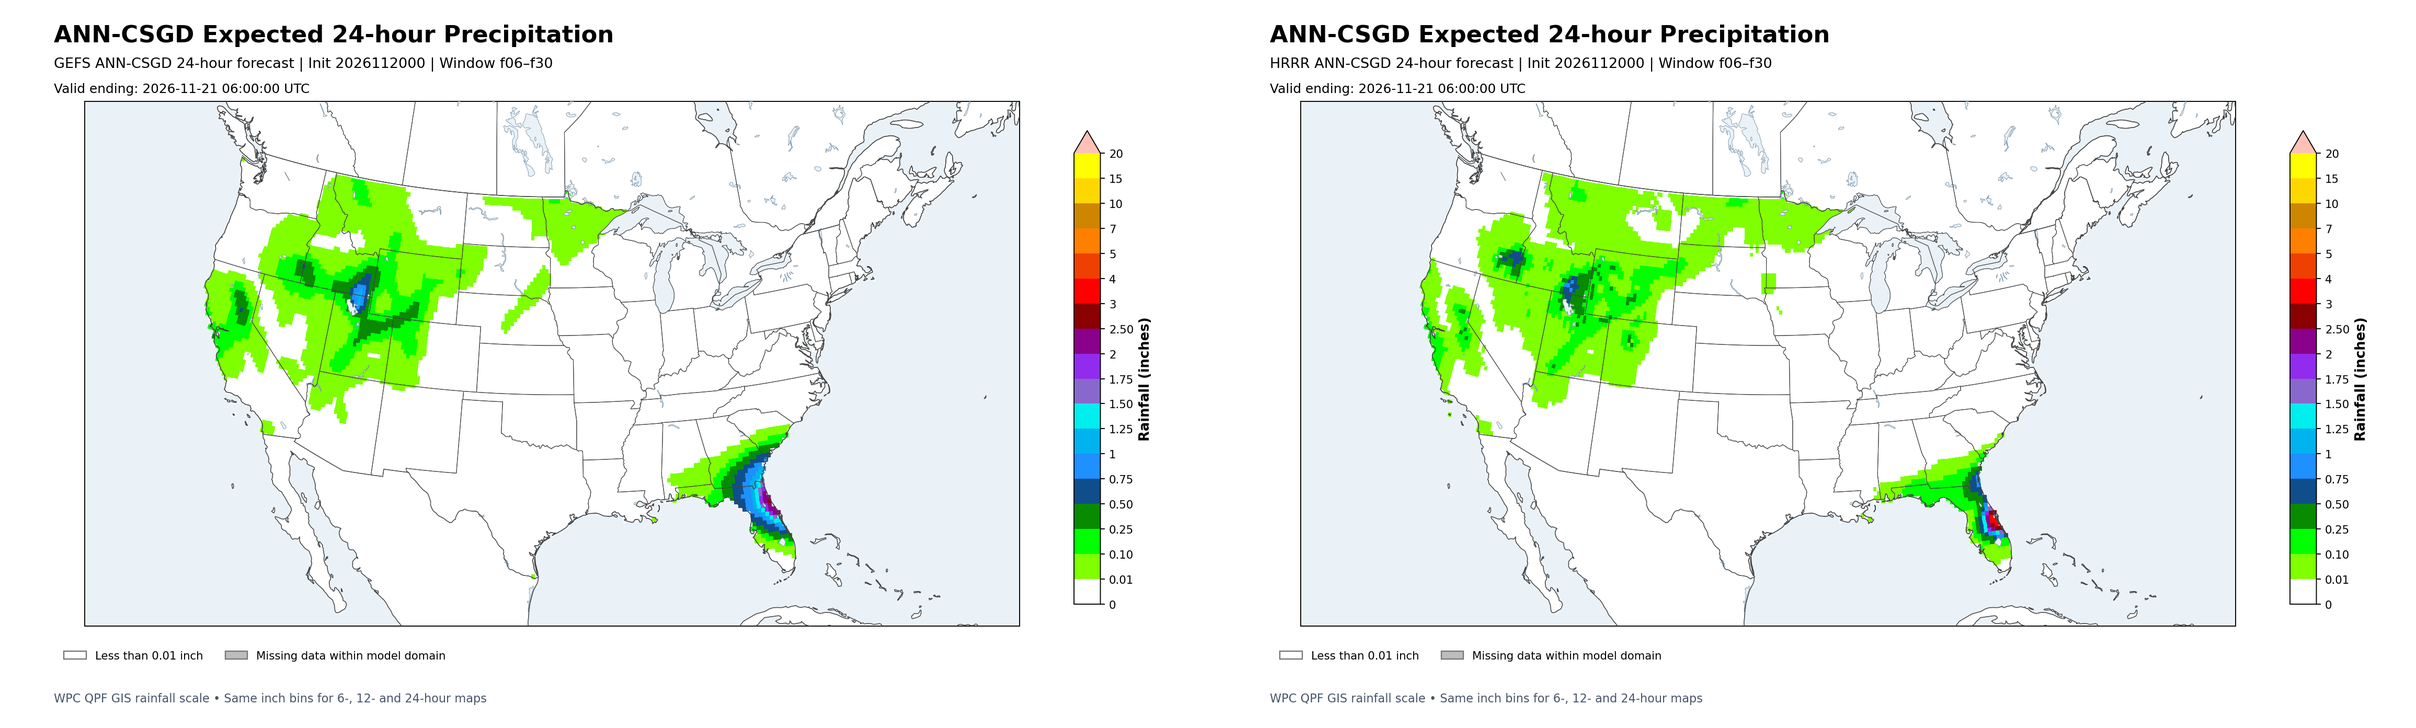 ANN-CSGD Expected 24-hour Precipitation
GEFS ANN-CSGD 24-hour forecast | Init 2026112000 | Window f06–f30
Valid ending: 2026-11-21 06:00:00 UTC
20
15
10
7
5
4
3
2.50
2
1.75
1.50
1.25
1
0.75
0.50
0.25
0.10
0.01
0
Rainfall (inches)
Less than 0.01 inch
Missing data within model domain
WPC QPF GIS rainfall scale • Same inch bins for 6-, 12- and 24-hour maps
ANN-CSGD Expected 24-hour Precipitation
HRRR ANN-CSGD 24-hour forecast | Init 2026112000 | Window f06–f30
Valid ending: 2026-11-21 06:00:00 UTC
20
15
10
7
5
4
3
2.50
2
1.75
1.50
1.25
1
0.75
0.50
0.25
0.10
0.01
0
Rainfall (inches)
Less than 0.01 inch
Missing data within model domain
WPC QPF GIS rainfall scale • Same inch bins for 6-, 12- and 24-hour maps